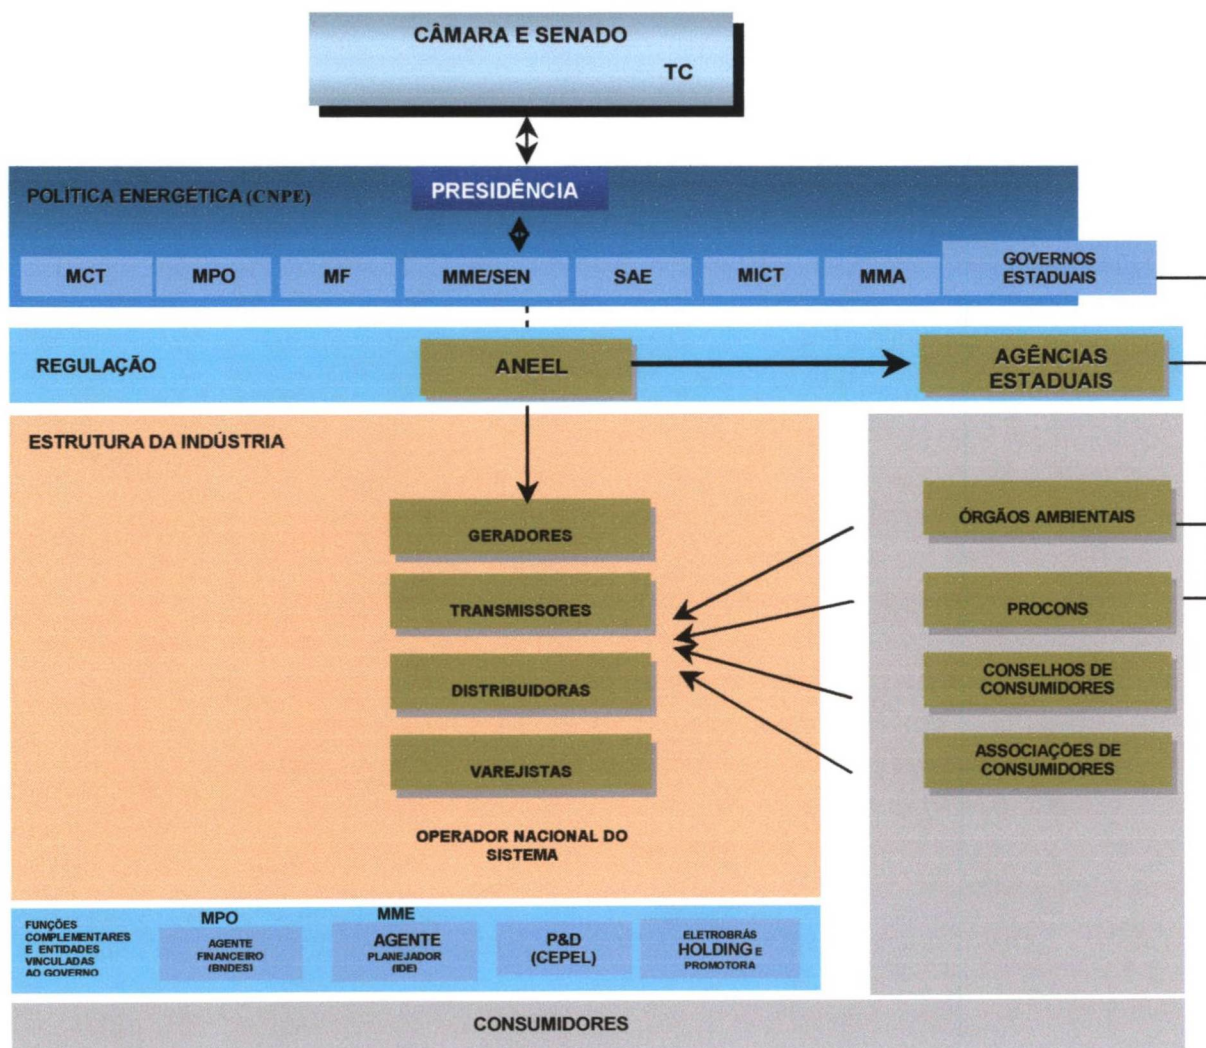 CÂMARA E SENADO
TC
POLÍTICA ENERGÉTICA (CNPE)
PRESIDÊNCIA
MCT
MPO
MF
MME/SEN
SAE
MICT
MMA
GOVERNOS
ESTADUAIS
REGULAÇÃO
ANEEL
AGÊNCIAS
ESTADUAIS
ESTRUTURA DA INDÚSTRIA
GERADORES
TRANSMISSORES
DISTRIBUIDORAS
VAREJISTAS
OPERADOR NACIONAL DO
SISTEMA
ÓRGÃOS AMBIENTAIS
PROCONS
CONSELHOS DE
CONSUMIDORES
ASSOCIAÇÕES DE
CONSUMIDORES
FUNÇÕES
COMPLEMENTARES
E ENTIDADES
VINCULADAS
AO GOVERNO
MPO
AGENTE
FINANCEIRO
(BNDES)
MME
AGENTE
PLANEJADOR
(IDE)
P&D
(CEPEL)
ELETROBRÁS
HOLDING E
PROMOTORA
CONSUMIDORES